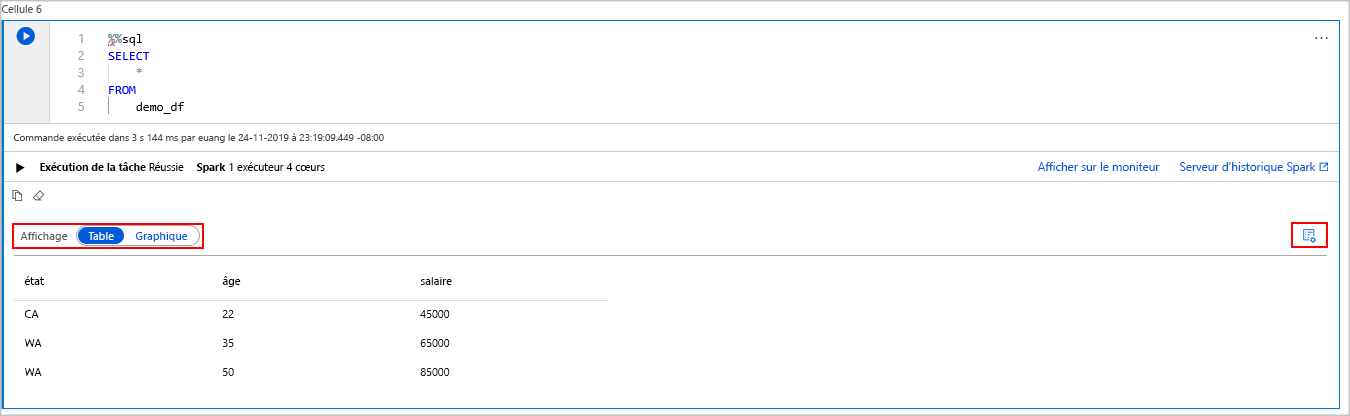 Cellule 6
1 %%sql
2 SELECT
3 *
4 FROM
5 demo_df
Commande exécutée dans 3 s 144 ms par euang le 24-11-2019 à 23:19:09.449 -08:00
Exécution de la tâche Réussie Spark 1 exécuteur 4 cœurs Afficher sur le moniteur Serveur d'historique Spark
Affichage Table Graphique
état âge salaire
CA 22 45000
WA 35 65000
WA 50 85000